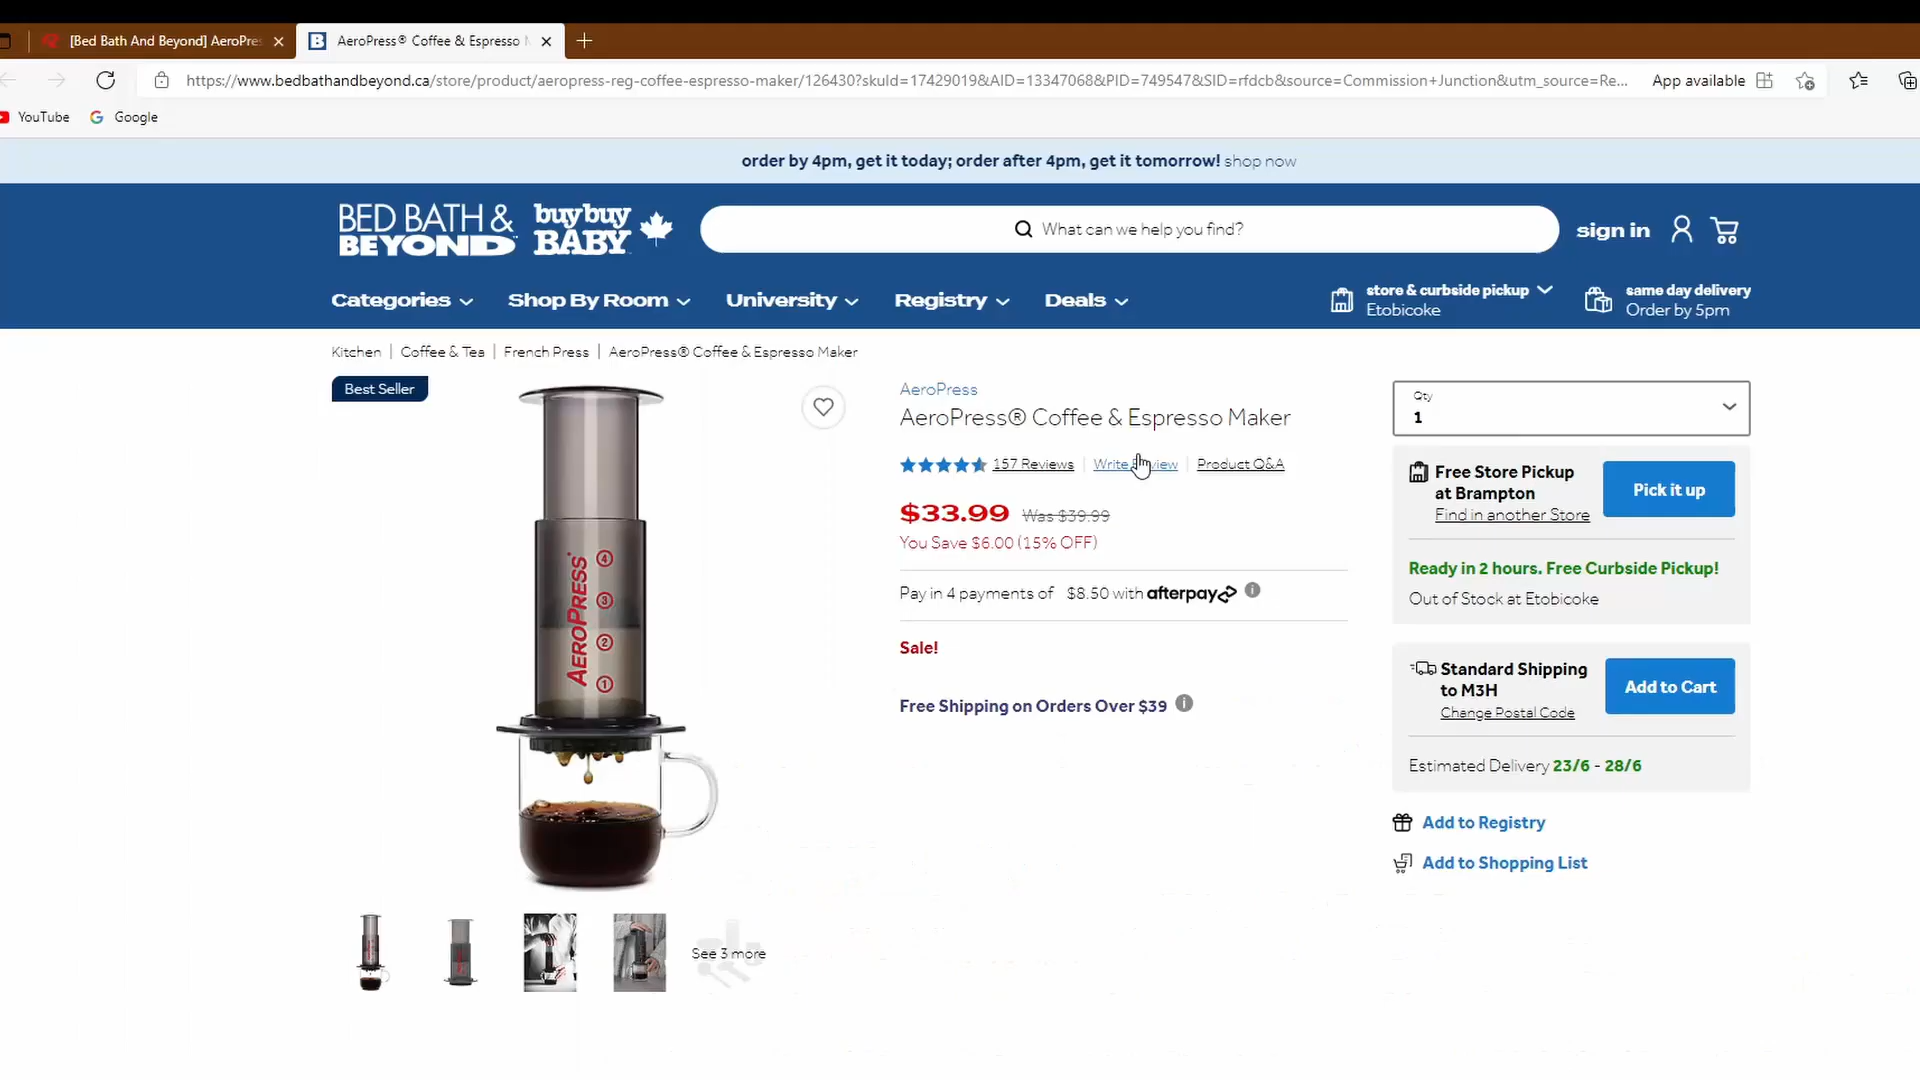 [Bed Bath And Beyond] AeroPre
AeroPress® Coffee & Espresso M
https://www.bedbathandbeyond.ca/store/product/aeropress-reg-coffee-espresso-maker/126430?skuId=17429019&AID=13347068&PID=749547&SID=rfdcb&source=Commission+Junction&utm_source=Re...
App available
YouTube
Google
order by 4pm, get it today; order after 4pm, get it tomorrow! shop now
BED BATH & BEYOND
buybuy BABY
What can we help you find?
sign in
Categories
Shop By Room
University
Registry
Deals
store & curbside pickup
Etobicoke
same day delivery
Order by 5pm
Kitchen | Coffee & Tea | French Press | AeroPress® Coffee & Espresso Maker
Best Seller
AEROPRESS
4
3
2
1
See 3 more
AeroPress
AeroPress® Coffee & Espresso Maker
157 Reviews | Write Review | Product Q&A
$33.99 Was $39.99
You Save $6.00 (15% OFF)
Pay in 4 payments of $8.50 with afterpay
Sale!
Free Shipping on Orders Over $39
Qty
1
Free Store Pickup
at Brampton
Find in another Store
Pick it up
Ready in 2 hours. Free Curbside Pickup!
Out of Stock at Etobicoke
Standard Shipping
to M3H
Change Postal Code
Add to Cart
Estimated Delivery 23/6 - 28/6
Add to Registry
Add to Shopping List